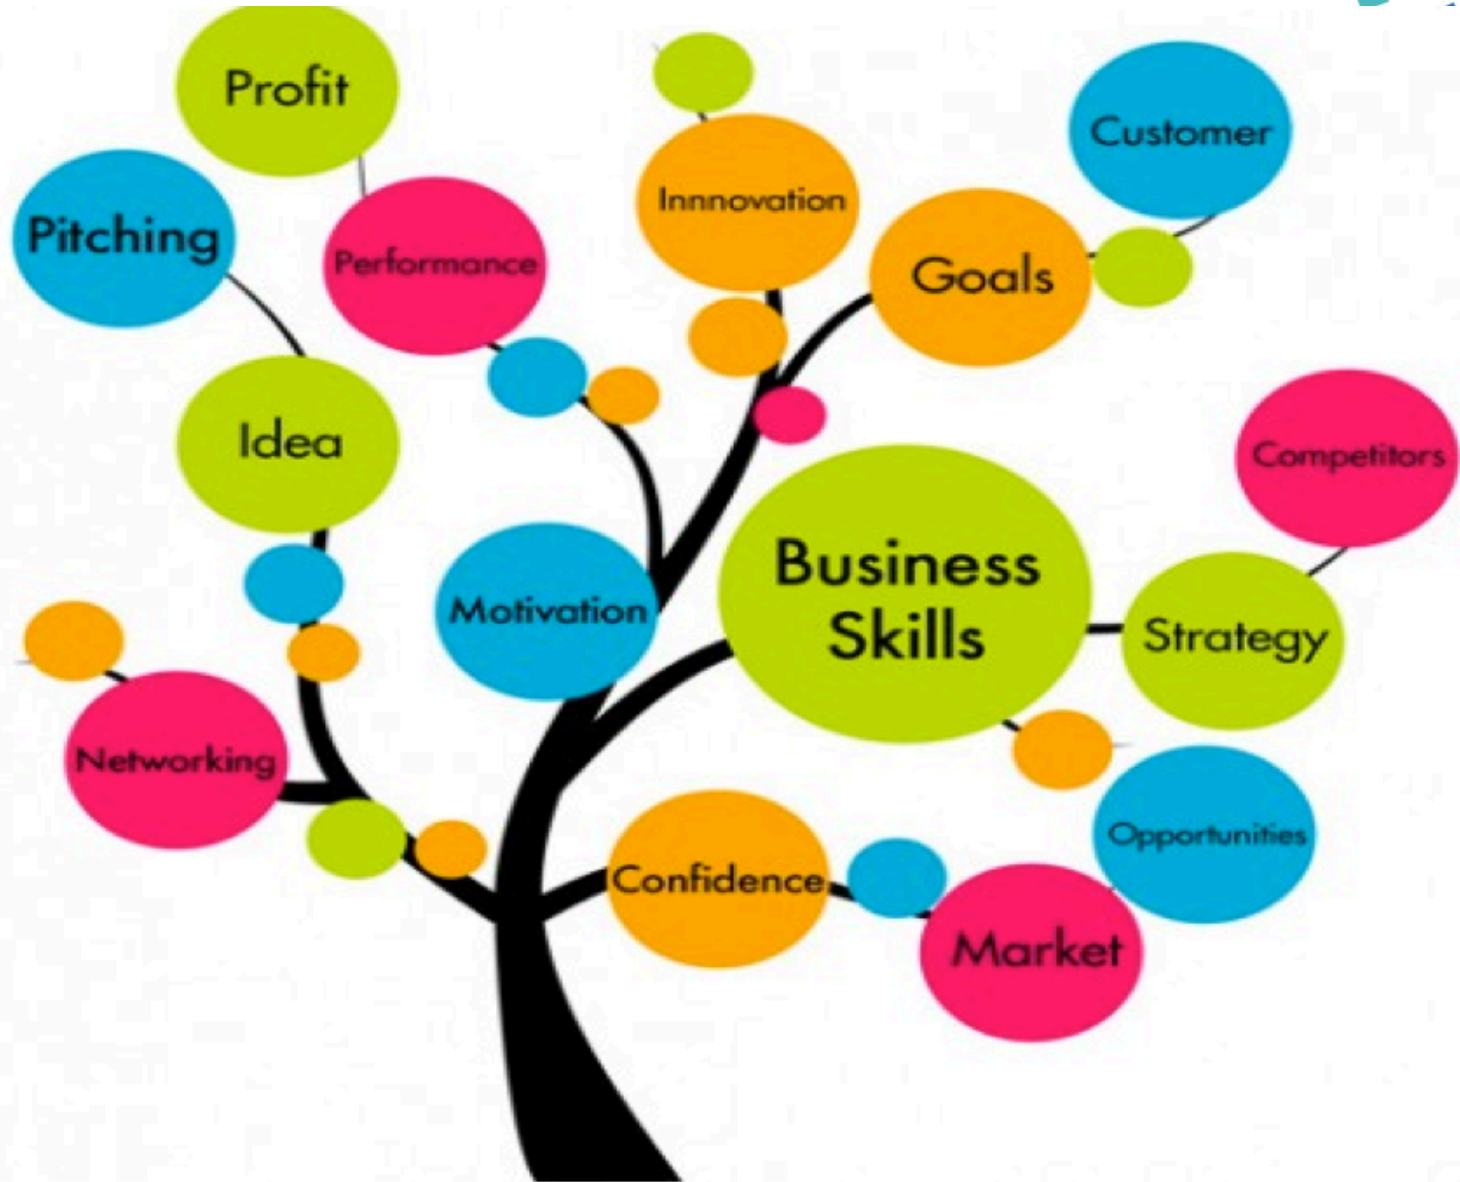 Profit
Customer
Innnovation
Pitching
Performance
Goals
Idea
Competitors
Business
Skills
Motivation
Strategy
Networking
Opportunities
Confidence
Market